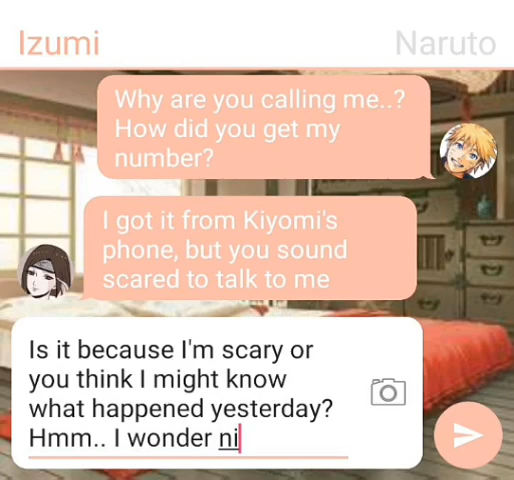 Izumi
Naruto
Why are you calling me..?
How did you get my
number?
I got it from Kiyomi's
phone, but you sound
scared to talk to me
Is it because I'm scary or
you think I might know
what happened yesterday?
Hmm.. I wonder ni